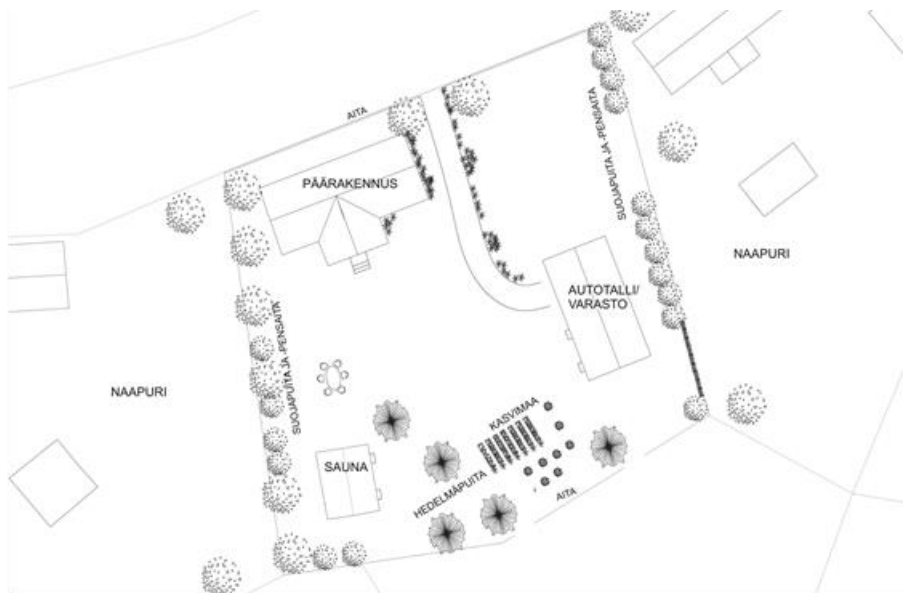 AITA
PÄÄRAKENNUS
SUOJAPUITA JA -PENSAITA
NAAPURI
AUTOTALLI/
VARASTO
SUOJAPUITA JA -PENSAITA
NAAPURI
KASVIMAA
SAUNA
HEDELMÄPUITA
AITA